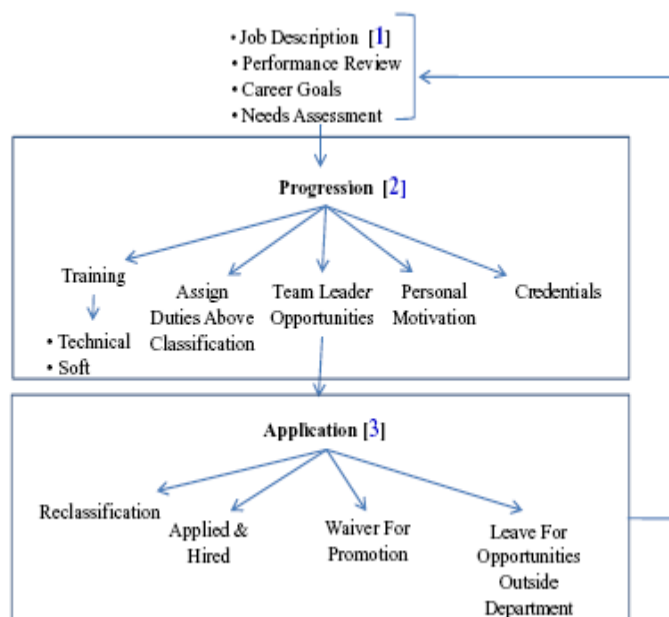 • Job Description [1]
• Performance Review
• Career Goals
• Needs Assessment
Progression [2]
Training
• Technical
• Soft
Assign
Duties Above
Classification
Team Leader
Opportunities
Personal
Motivation
Credentials
Application [3]
Reclassification
Applied &
Hired
Waiver For
Promotion
Leave For
Opportunities
Outside
Department